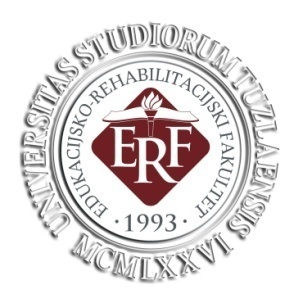 UNIVERSITAS STUDIORUM TUZLAENSIS
MCMLXXVI
EDUKACIJSKO-REHABILITACIJSKI FAKULTET
ERF
· 1993 ·